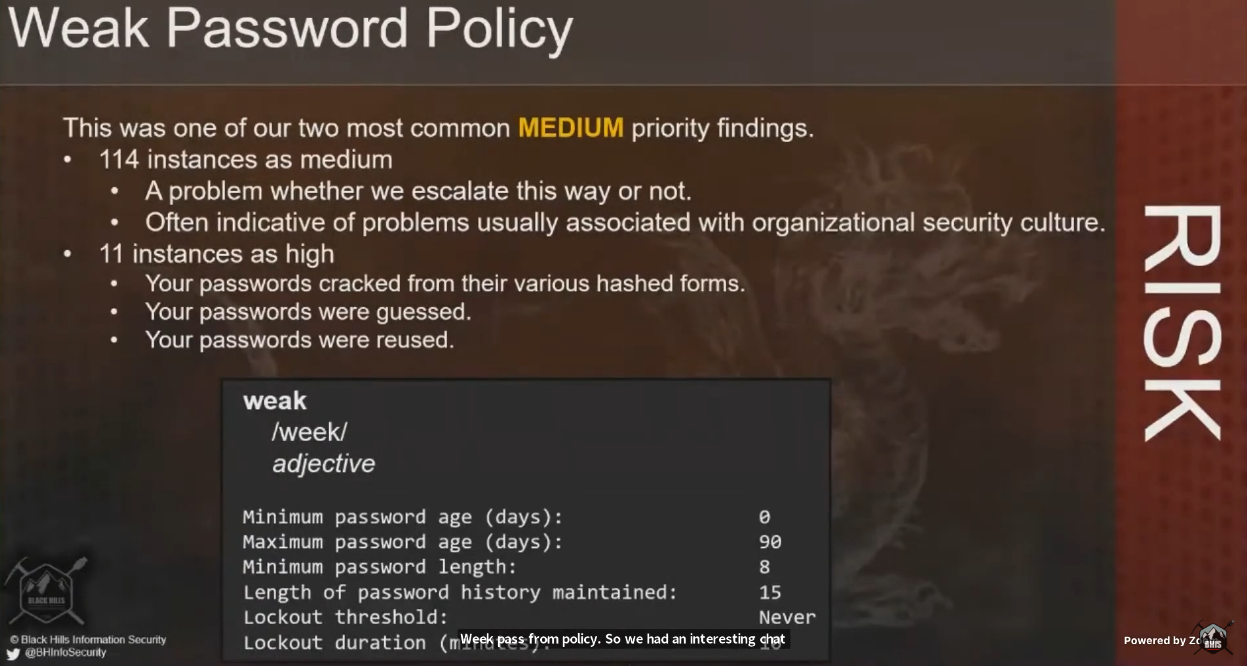 Weak Password Policy
This was one of our two most common MEDIUM priority findings.
• 114 instances as medium
• A problem whether we escalate this way or not.
• Often indicative of problems usually associated with organizational security culture.
• 11 instances as high
• Your passwords cracked from their various hashed forms.
• Your passwords were guessed.
• Your passwords were reused.
RISK
weak
/week/
adjective
Minimum password age (days): 0
Maximum password age (days): 90
Minimum password length: 8
Length of password history maintained: 15
Lockout threshold: Never
Lockout duration
Week pass from policy. So we had an interesting chat
BLACK HILLS
© Black Hills Information Security
@BHInfoSecurity
Powered by
BHIS